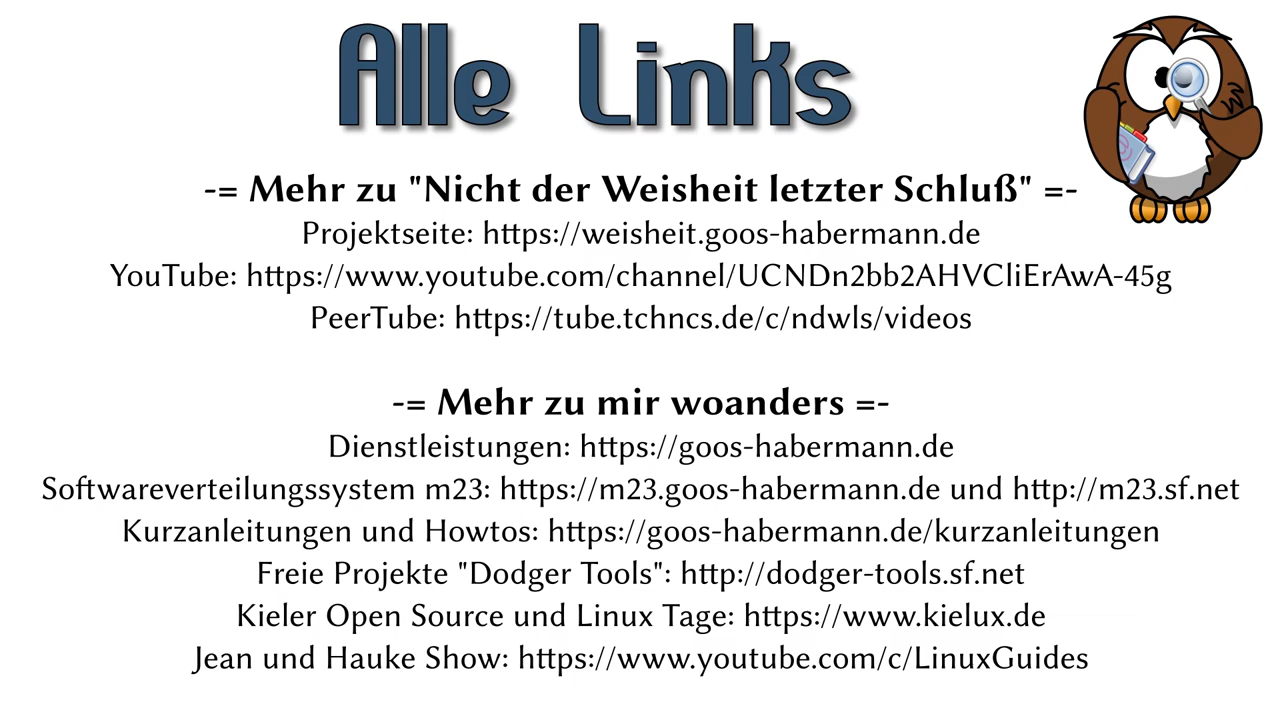 Alle Links
-= Mehr zu "Nicht der Weisheit letzter Schluß" =-
Projektseite: https://weisheit.goos-habermann.de
YouTube: https://www.youtube.com/channel/UCNDn2bb2AHVCliErAwA-45g
PeerTube: https://tube.tchncs.de/c/ndwls/videos
-= Mehr zu mir woanders =-
Dienstleistungen: https://goos-habermann.de
Softwareverteilungssystem m23: https://m23.goos-habermann.de und http://m23.sf.net
Kurzanleitungen und Howtos: https://goos-habermann.de/kurzanleitungen
Freie Projekte "Dodger Tools": http://dodger-tools.sf.net
Kieler Open Source und Linux Tage: https://www.kielux.de
Jean und Hauke Show: https://www.youtube.com/c/LinuxGuides